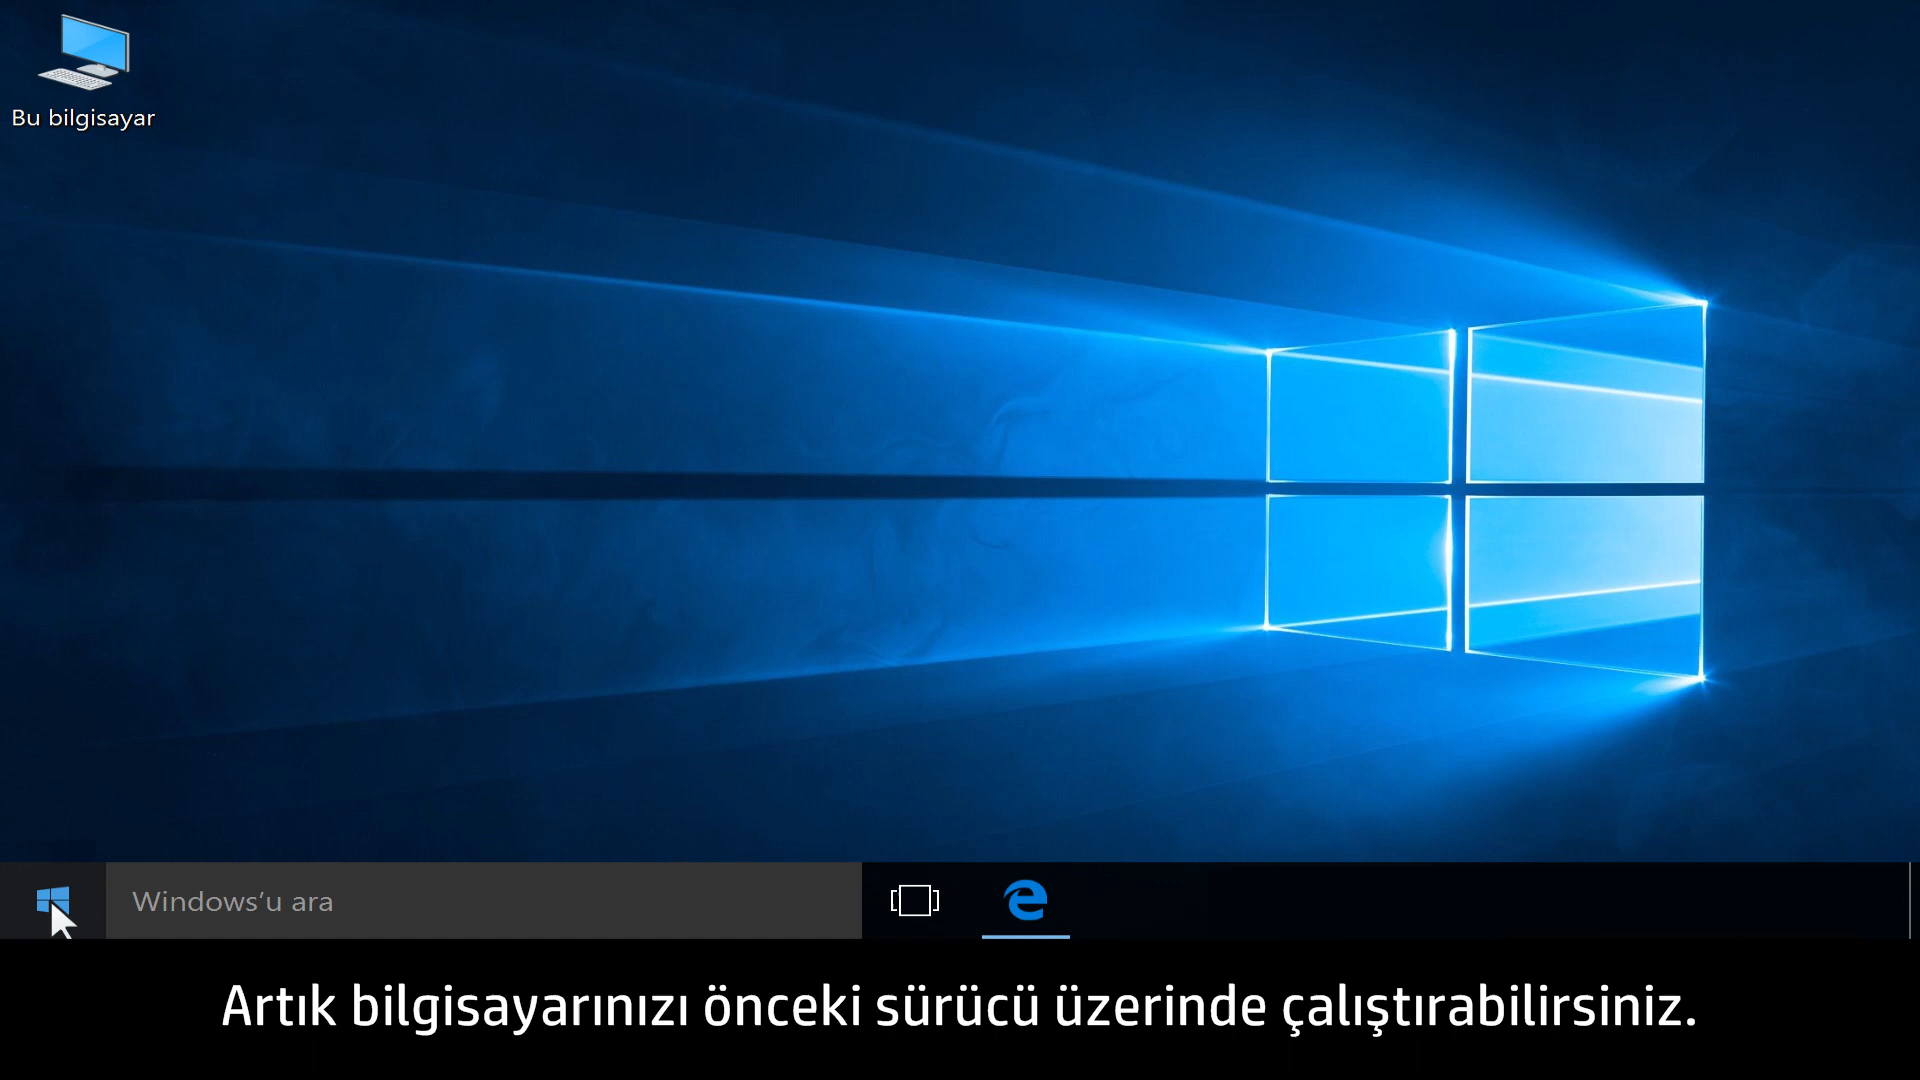 Bu bilgisayar
Windows’u ara
Artık bilgisayarınızı önceki sürücü üzerinde çalıştırabilirsiniz.